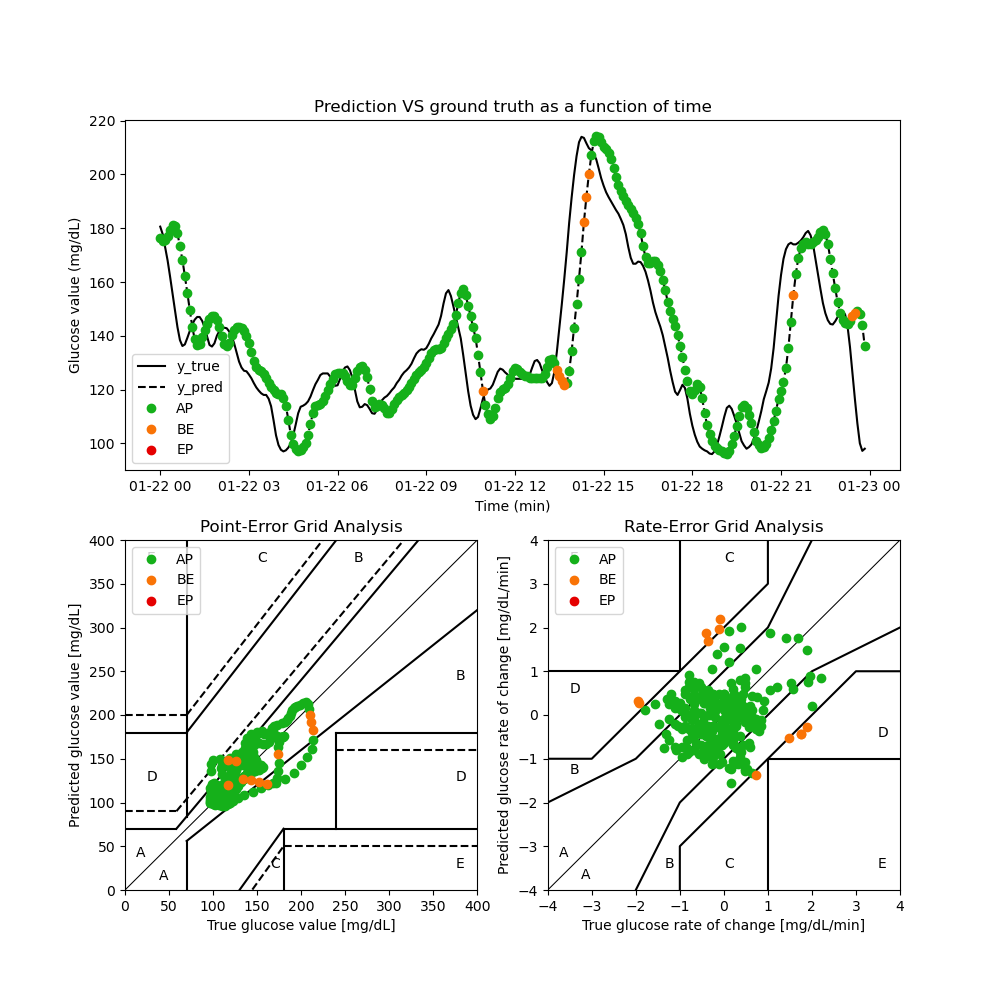 Prediction VS ground truth as a function of time
Glucose value (mg/dL)
220
200
180
160
140
120
100
y_true
y_pred
AP
BE
EP
01-22 00 01-22 03 01-22 06 01-22 09 01-22 12 01-22 15 01-22 18 01-22 21 01-23 00
Time (min)
Point-Error Grid Analysis
Predicted glucose value [mg/dL]
400
350
300
250
200
150
100
50
0
AP
BE
EP
C
B
B
D
D
A
A
C
E
0 50 100 150 200 250 300 350 400
True glucose value [mg/dL]
Rate-Error Grid Analysis
Predicted glucose rate of change [mg/dL/min]
4
3
2
1
0
−1
−2
−3
−4
AP
BE
EP
C
D
D
B
A
A
B
C
E
−4 −3 −2 −1 0 1 2 3 4
True glucose rate of change [mg/dL/min]